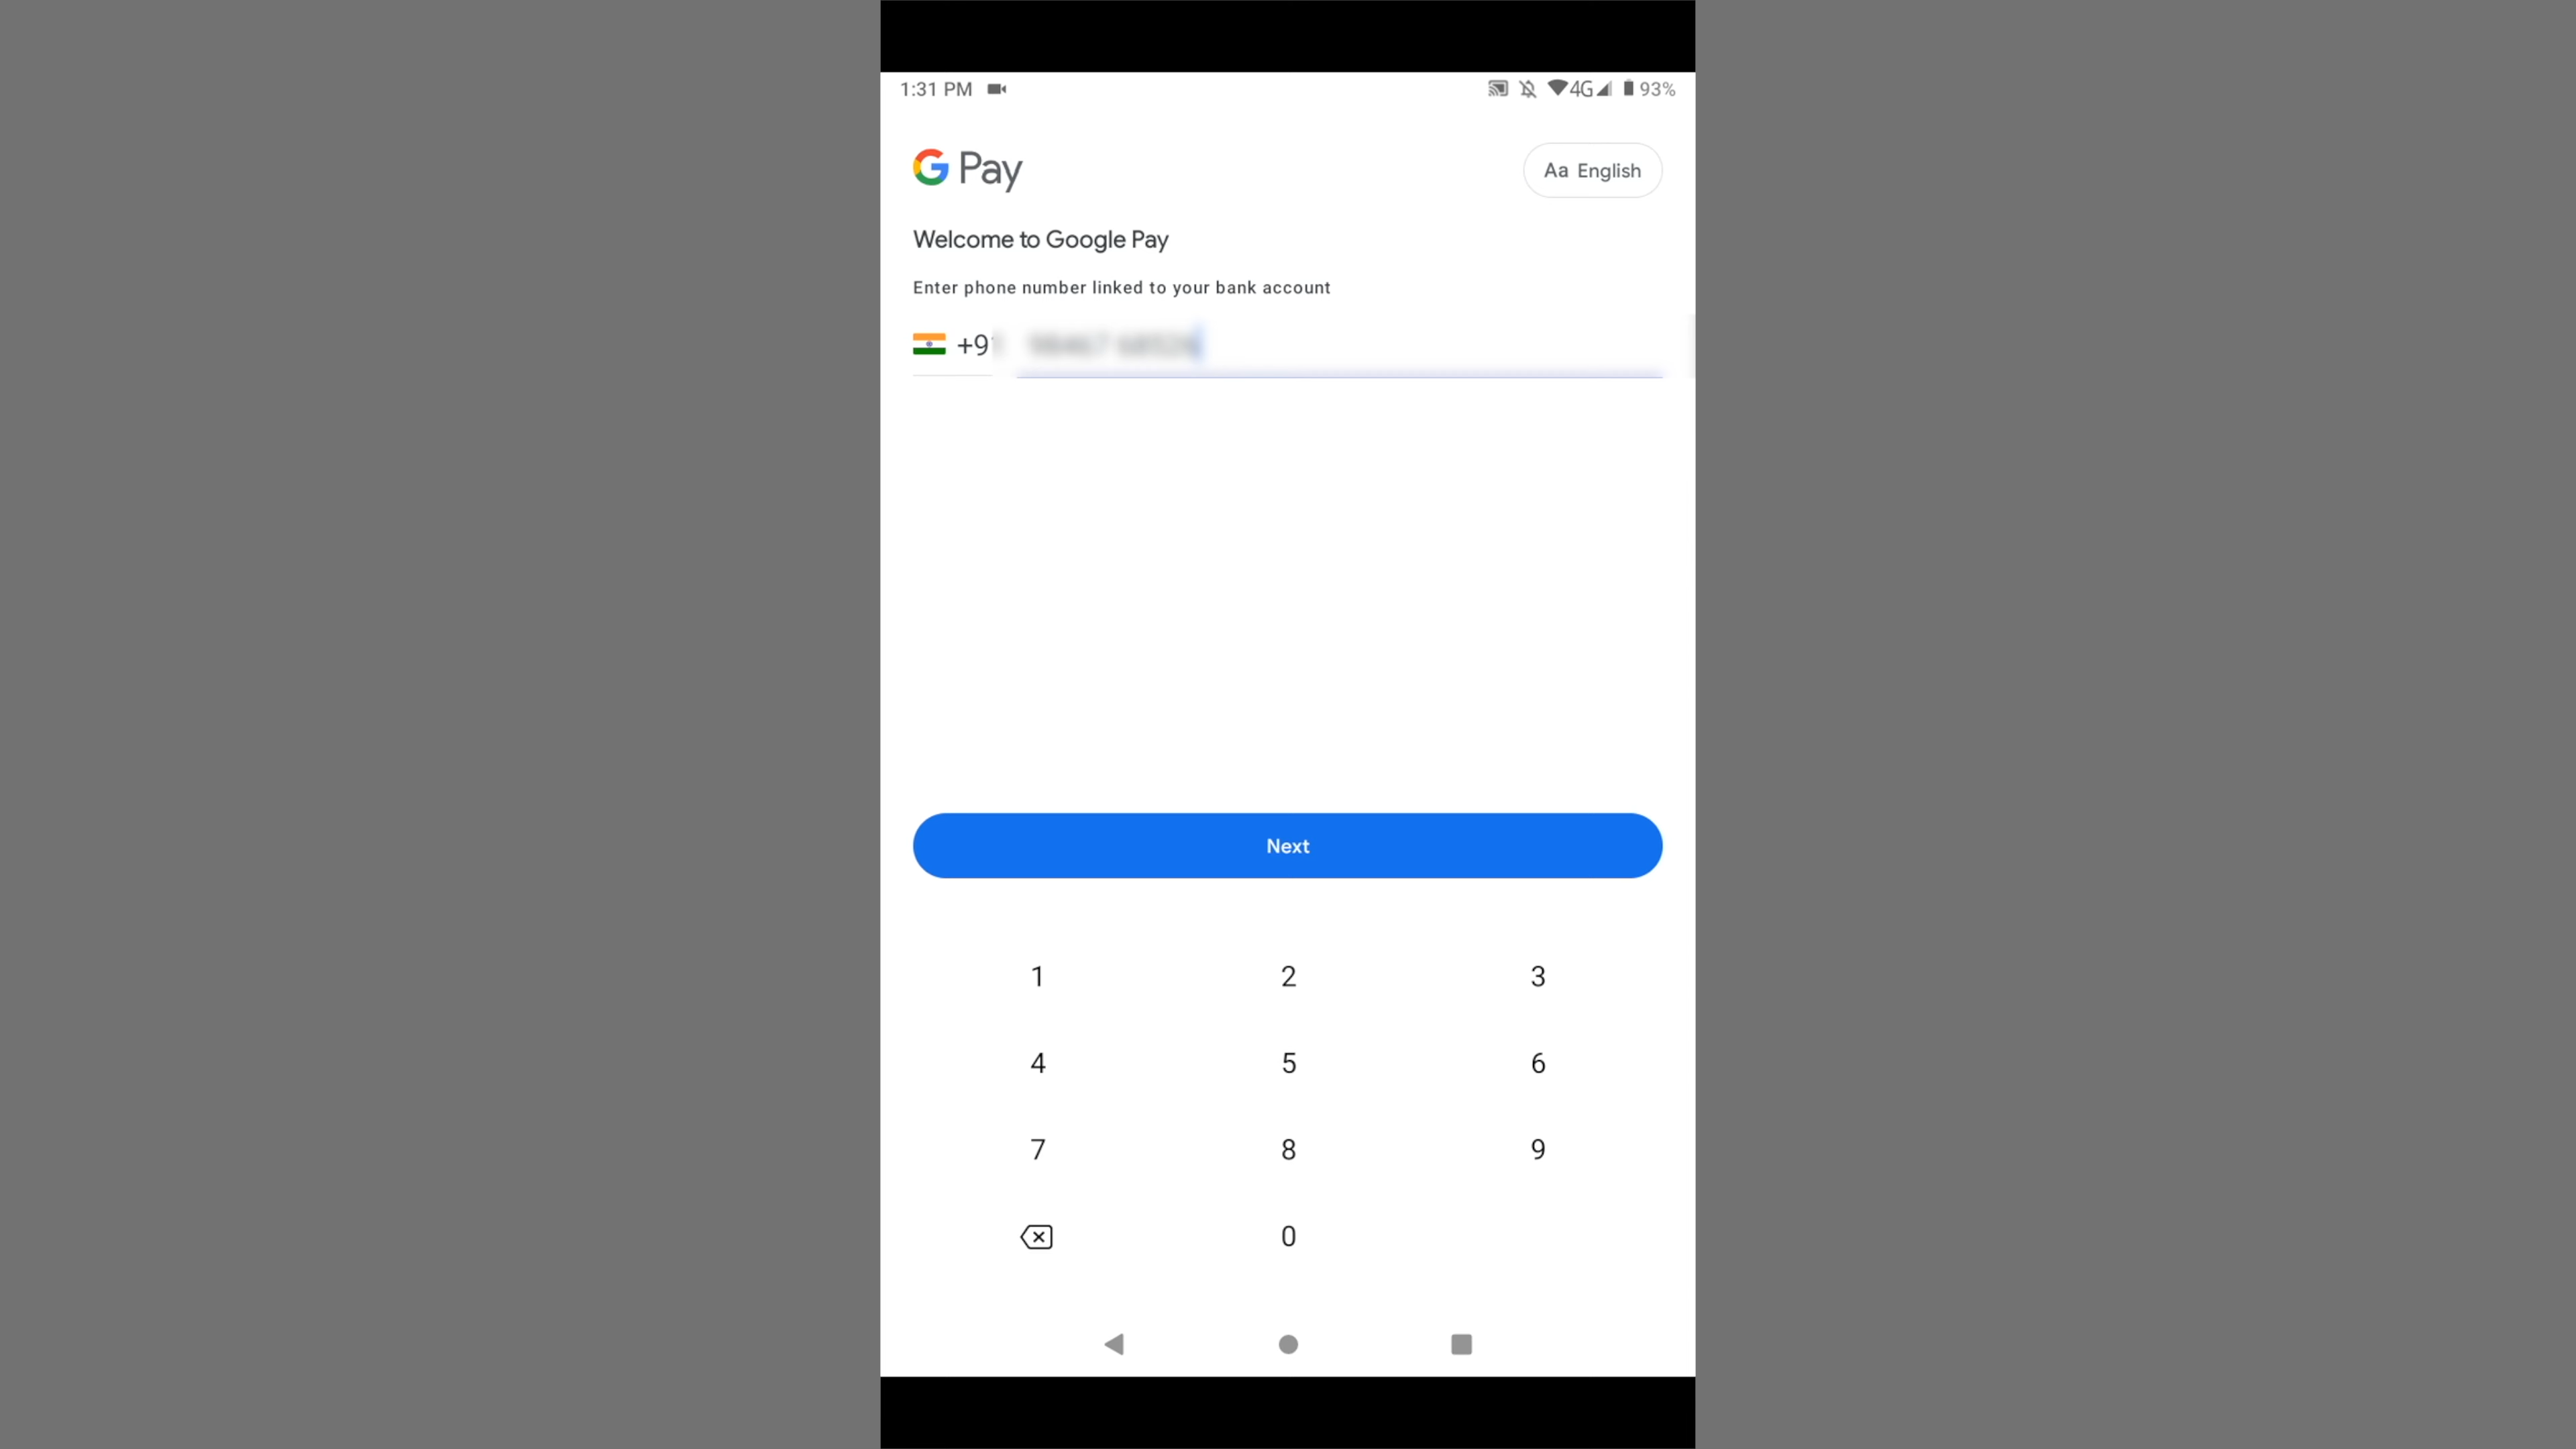 1:31 PM 4G 93%
G Pay Aa English
Welcome to Google Pay
Enter phone number linked to your bank account
+91
Next
1 2 3
4 5 6
7 8 9
0